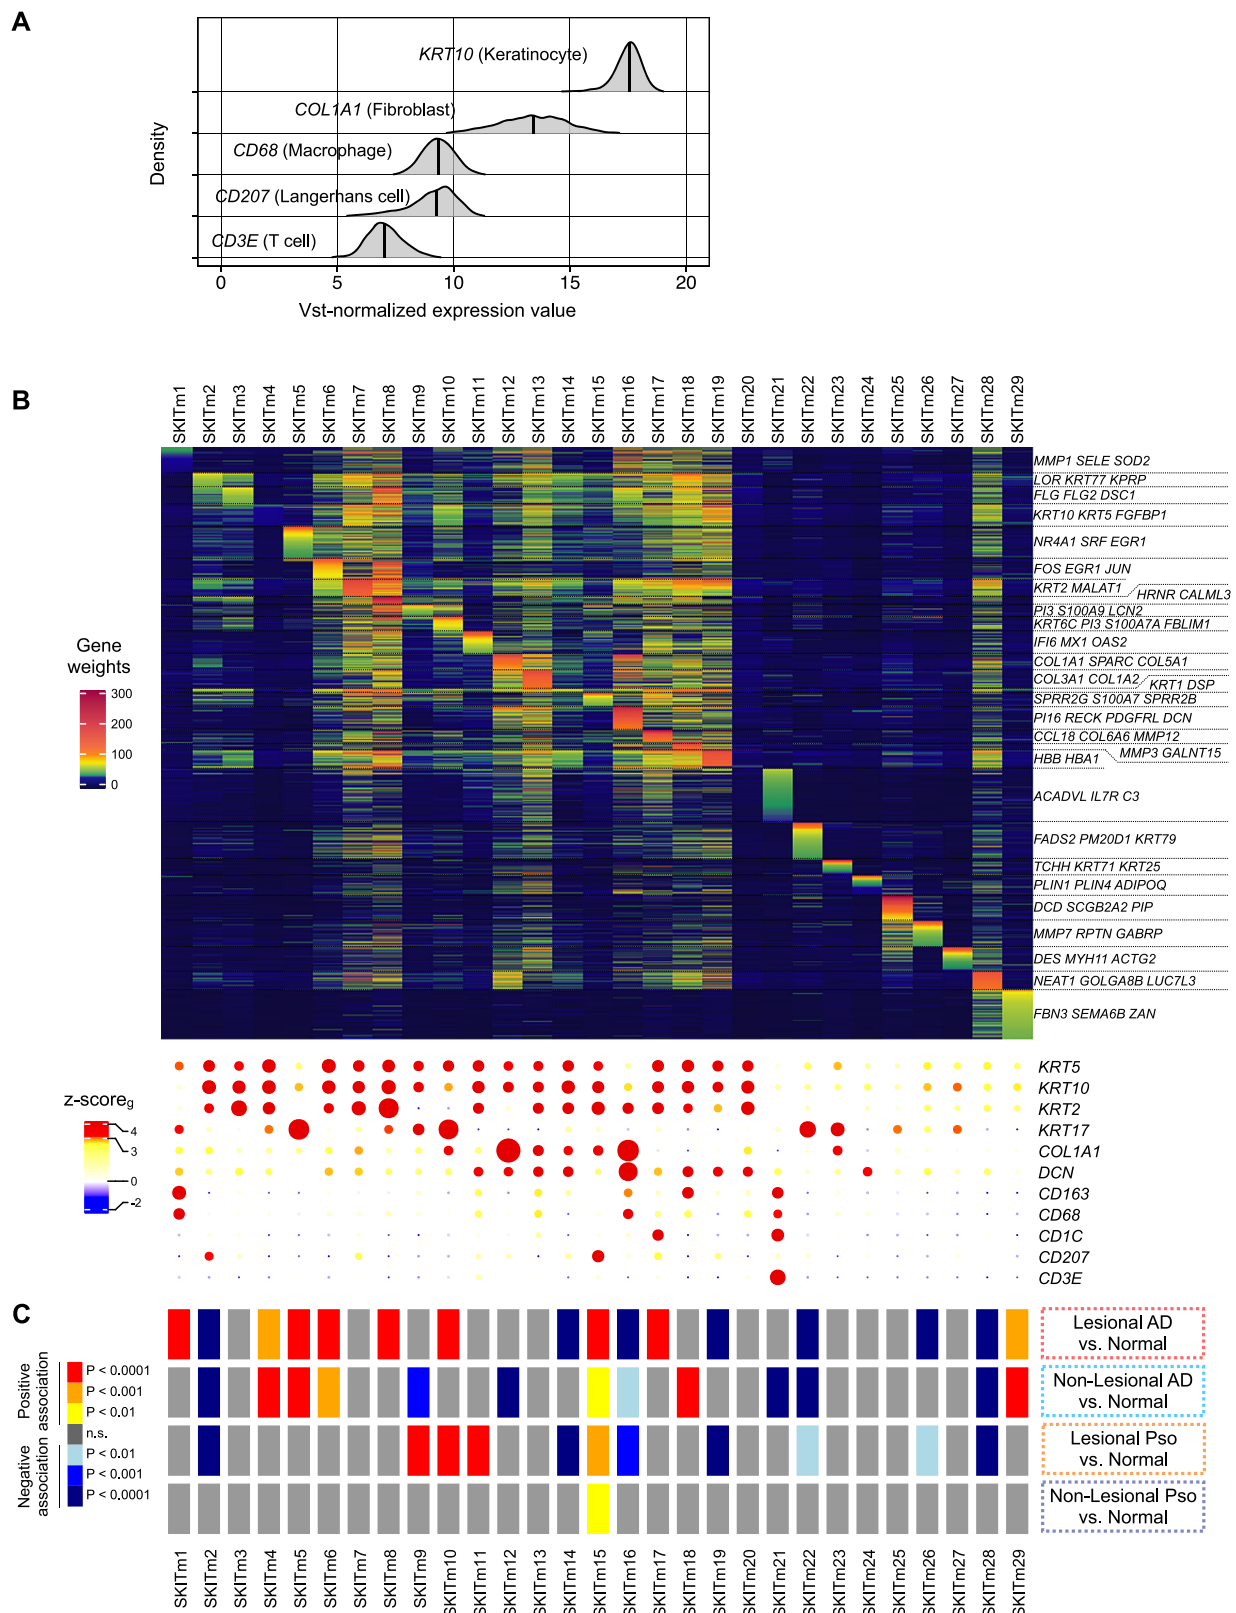 A
KRT10 (Keratinocyte)
COL1A1 (Fibroblast)
CD68 (Macrophage)
CD207 (Langerhans cell)
CD3E (T cell)
Density
0 5 10 15 20
Vst-normalized expression value
B
SKITm1 SKITm2 SKITm3 SKITm4 SKITm5 SKITm6 SKITm7 SKITm8 SKITm9 SKITm10 SKITm11 SKITm12 SKITm13 SKITm14 SKITm15 SKITm16 SKITm17 SKITm18 SKITm19 SKITm20 SKITm21 SKITm22 SKITm23 SKITm24 SKITm25 SKITm26 SKITm27 SKITm28 SKITm29
MMP1 SELE SOD2
LOR KRT77 KPRP
FLG FLG2 DSC1
KRT10 KRT5 FGFBP1
NR4A1 SRF EGR1
FOS EGR1 JUN
KRT2 MALAT1
HRNR CALML3
PI3 S100A9 LCN2
KRT6C PI3 S100A7A FBLIM1
IFI6 MX1 OAS2
COL1A1 SPARC COL5A1
COL3A1 COL1A2
KRT1 DSP
SPRR2G S100A7 SPRR2B
PI16 RECK PDGFRL DCN
CCL18 COL6A6 MMP12
MMP3 GALNT15
HBB HBA1
ACADVL IL7R C3
FADS2 PM20D1 KRT79
TCHH KRT71 KRT25
PLIN1 PLIN4 ADIPOQ
DCD SCGB2A2 PIP
MMP7 RPTN GABRP
DES MYH11 ACTG2
NEAT1 GOLGA8B LUC7L3
FBN3 SEMA6B ZAN
Gene
weights
300
200
100
0
z-scoreg
4
3
0
-2
KRT5
KRT10
KRT2
KRT17
COL1A1
DCN
CD163
CD68
CD1C
CD207
CD3E
C
Positive
association
P < 0.0001
P < 0.001
P < 0.01
n.s.
Negative
association
P < 0.01
P < 0.001
P < 0.0001
Lesional AD
vs. Normal
Non-Lesional AD
vs. Normal
Lesional Pso
vs. Normal
Non-Lesional Pso
vs. Normal
SKITm1 SKITm2 SKITm3 SKITm4 SKITm5 SKITm6 SKITm7 SKITm8 SKITm9 SKITm10 SKITm11 SKITm12 SKITm13 SKITm14 SKITm15 SKITm16 SKITm17 SKITm18 SKITm19 SKITm20 SKITm21 SKITm22 SKITm23 SKITm24 SKITm25 SKITm26 SKITm27 SKITm28 SKITm29